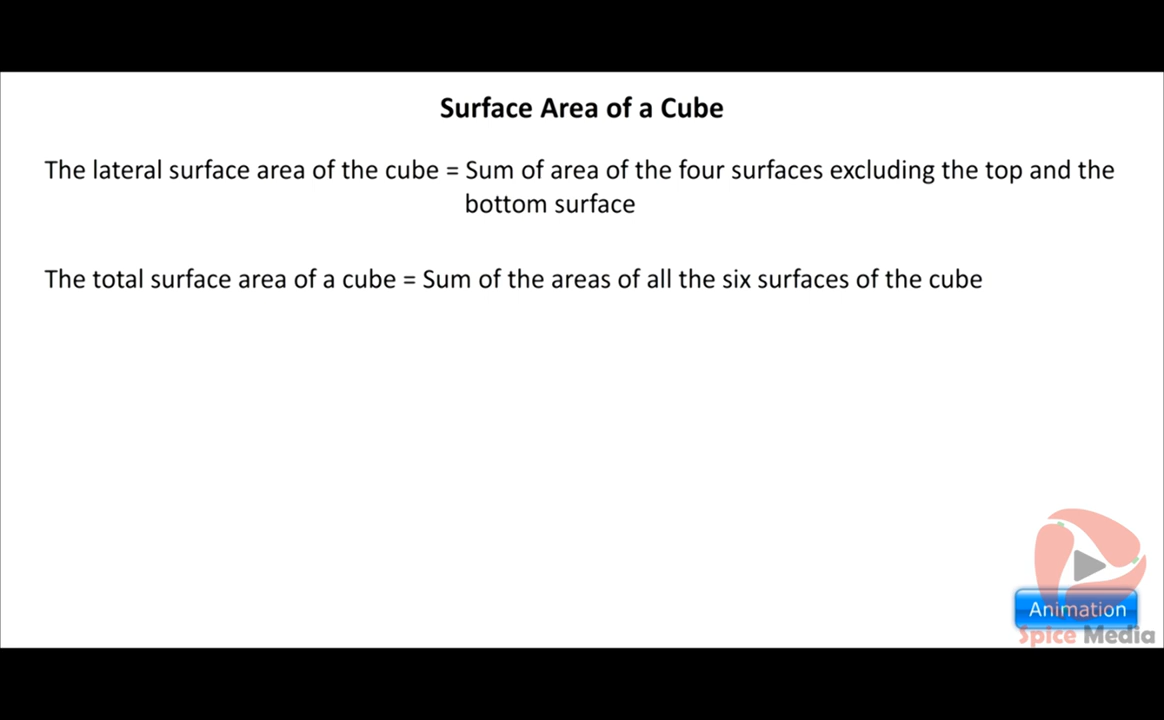 Surface Area of a Cube
The lateral surface area of the cube = Sum of area of the four surfaces excluding the top and the
bottom surface
The total surface area of a cube = Sum of the areas of all the six surfaces of the cube
Animation
Spice Media